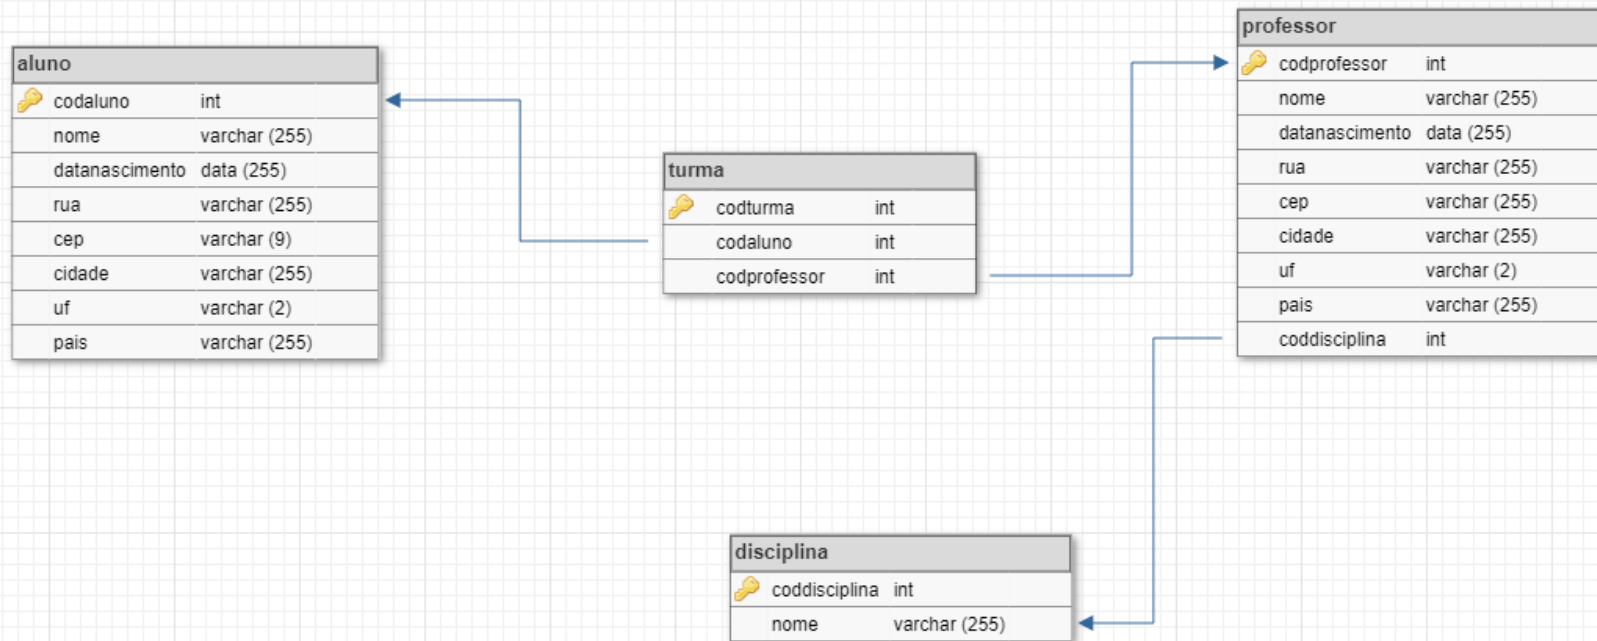 aluno
codaluno int
nome varchar (255)
datanascimento data (255)
rua varchar (255)
cep varchar (9)
cidade varchar (255)
uf varchar (2)
pais varchar (255)
turma
codturma int
codaluno int
codprofessor int
professor
codprofessor int
nome varchar (255)
datanascimento data (255)
rua varchar (255)
cep varchar (255)
cidade varchar (255)
uf varchar (2)
pais varchar (255)
coddisciplina int
disciplina
coddisciplina int
nome varchar (255)